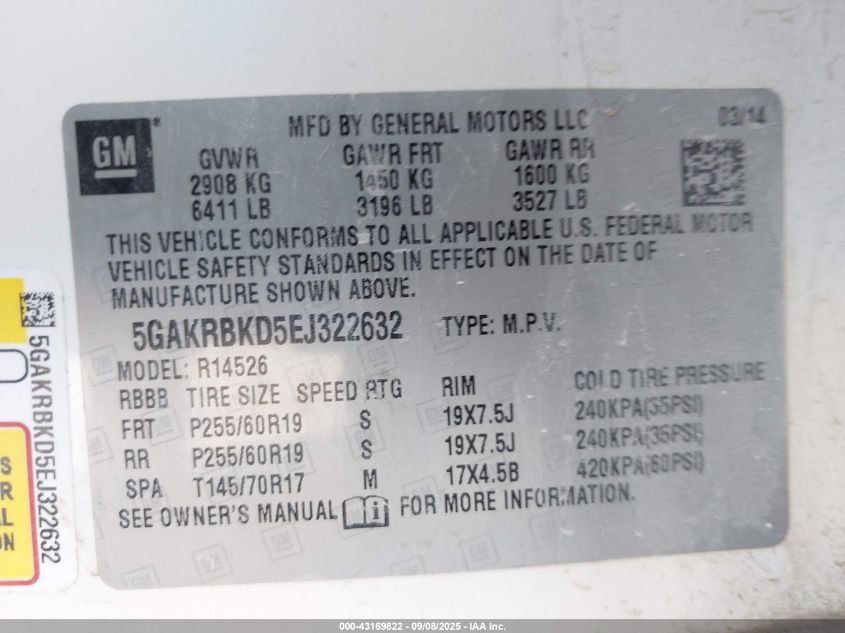 GM
®
MFD BY GENERAL MOTORS LLC 03/14
GVWR GAWR FRT GAWR RR
2908 KG 1450 KG 1600 KG
6411 LB 3196 LB 3527 LB
THIS VEHICLE CONFORMS TO ALL APPLICABLE U.S. FEDERAL MOTOR
VEHICLE SAFETY STANDARDS IN EFFECT ON THE DATE OF
MANUFACTURE SHOWN ABOVE.
5GAKRBKD5EJ322632 TYPE: M.P.V.
MODEL: R14526
RBBB TIRE SIZE SPEED RTG RIM COLD TIRE PRESSURE
FRT P255/60R19 S 19X7.5J 240KPA(35PSI)
RR P255/60R19 S 19X7.5J 240KPA(35PSI)
SPA T145/70R17 M 17X4.5B 420KPA(60PSI)
SEE OWNER'S MANUAL i FOR MORE INFORMATION.
5GAKRBKD5EJ322632
S
R
AL
ON
000-43169822 - 09/08/2025 - IAA Inc.